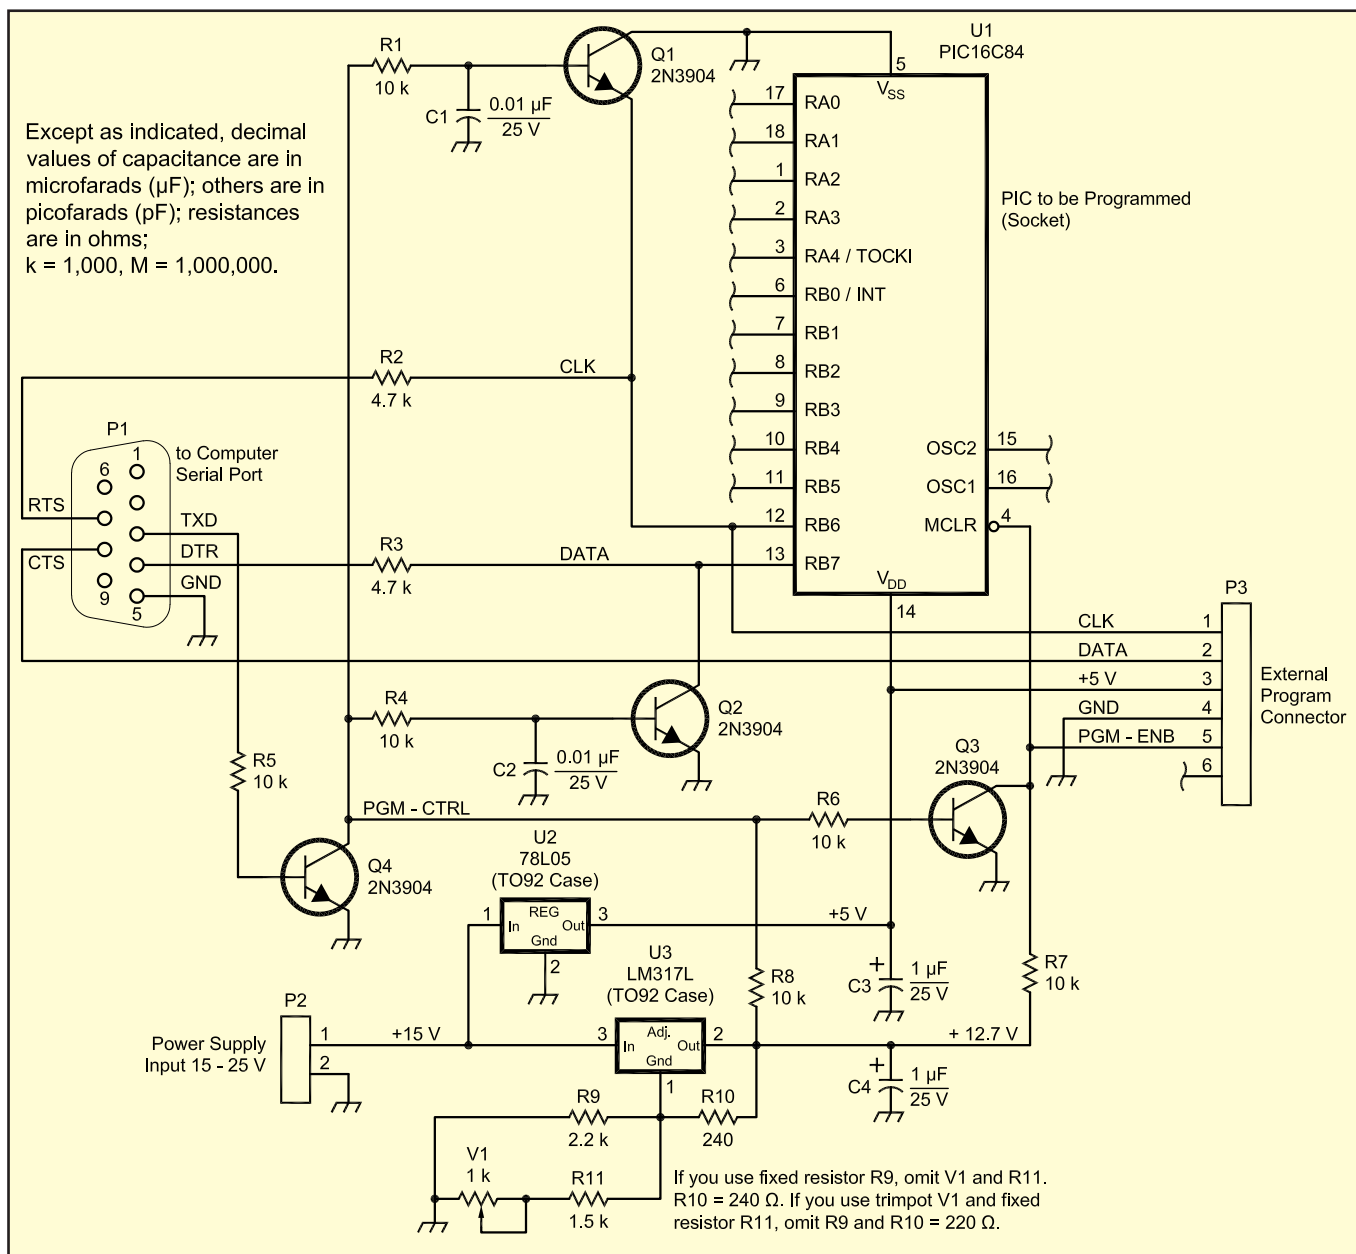 U1
PIC16C84
R1
10 k
Q1
2N3904
C1
0.01 µF
25 V
5
VSS
17 RA0
18 RA1
1 RA2
2 RA3
3 RA4 / TOCKI
6 RB0 / INT
7 RB1
8 RB2
9 RB3
10 RB4
11 RB5
12 RB6
13 RB7
OSC2 15
OSC1 16
MCLR 4
VDD
14
PIC to be Programmed
(Socket)
Except as indicated, decimal
values of capacitance are in
microfarads (µF); others are in
picofarads (pF); resistances
are in ohms;
k = 1,000, M = 1,000,000.
R2
4.7 k
CLK
P1
to Computer
Serial Port
1
6
9
5
RTS
CTS
TXD
DTR
GND
R3
4.7 k
DATA
P3
CLK 1
DATA 2
+5 V 3
GND 4
PGM - ENB 5
6
External
Program
Connector
R4
10 k
C2
0.01 µF
25 V
Q2
2N3904
Q3
2N3904
R5
10 k
PGM - CTRL
R6
10 k
Q4
2N3904
U2
78L05
(TO92 Case)
1
REG
In
Out
Gnd
3
2
+5 V
U3
LM317L
(TO92 Case)
R8
10 k
C3
+
1 µF
25 V
R7
10 k
P2
Power Supply
Input 15 - 25 V
1
2
+15 V
3
Adj.
In
Out
Gnd
2
1
+ 12.7 V
C4
+
1 µF
25 V
R9
2.2 k
R10
240
V1
1 k
R11
1.5 k
If you use fixed resistor R9, omit V1 and R11.
R10 = 240 Ω. If you use trimpot V1 and fixed
resistor R11, omit R9 and R10 = 220 Ω.